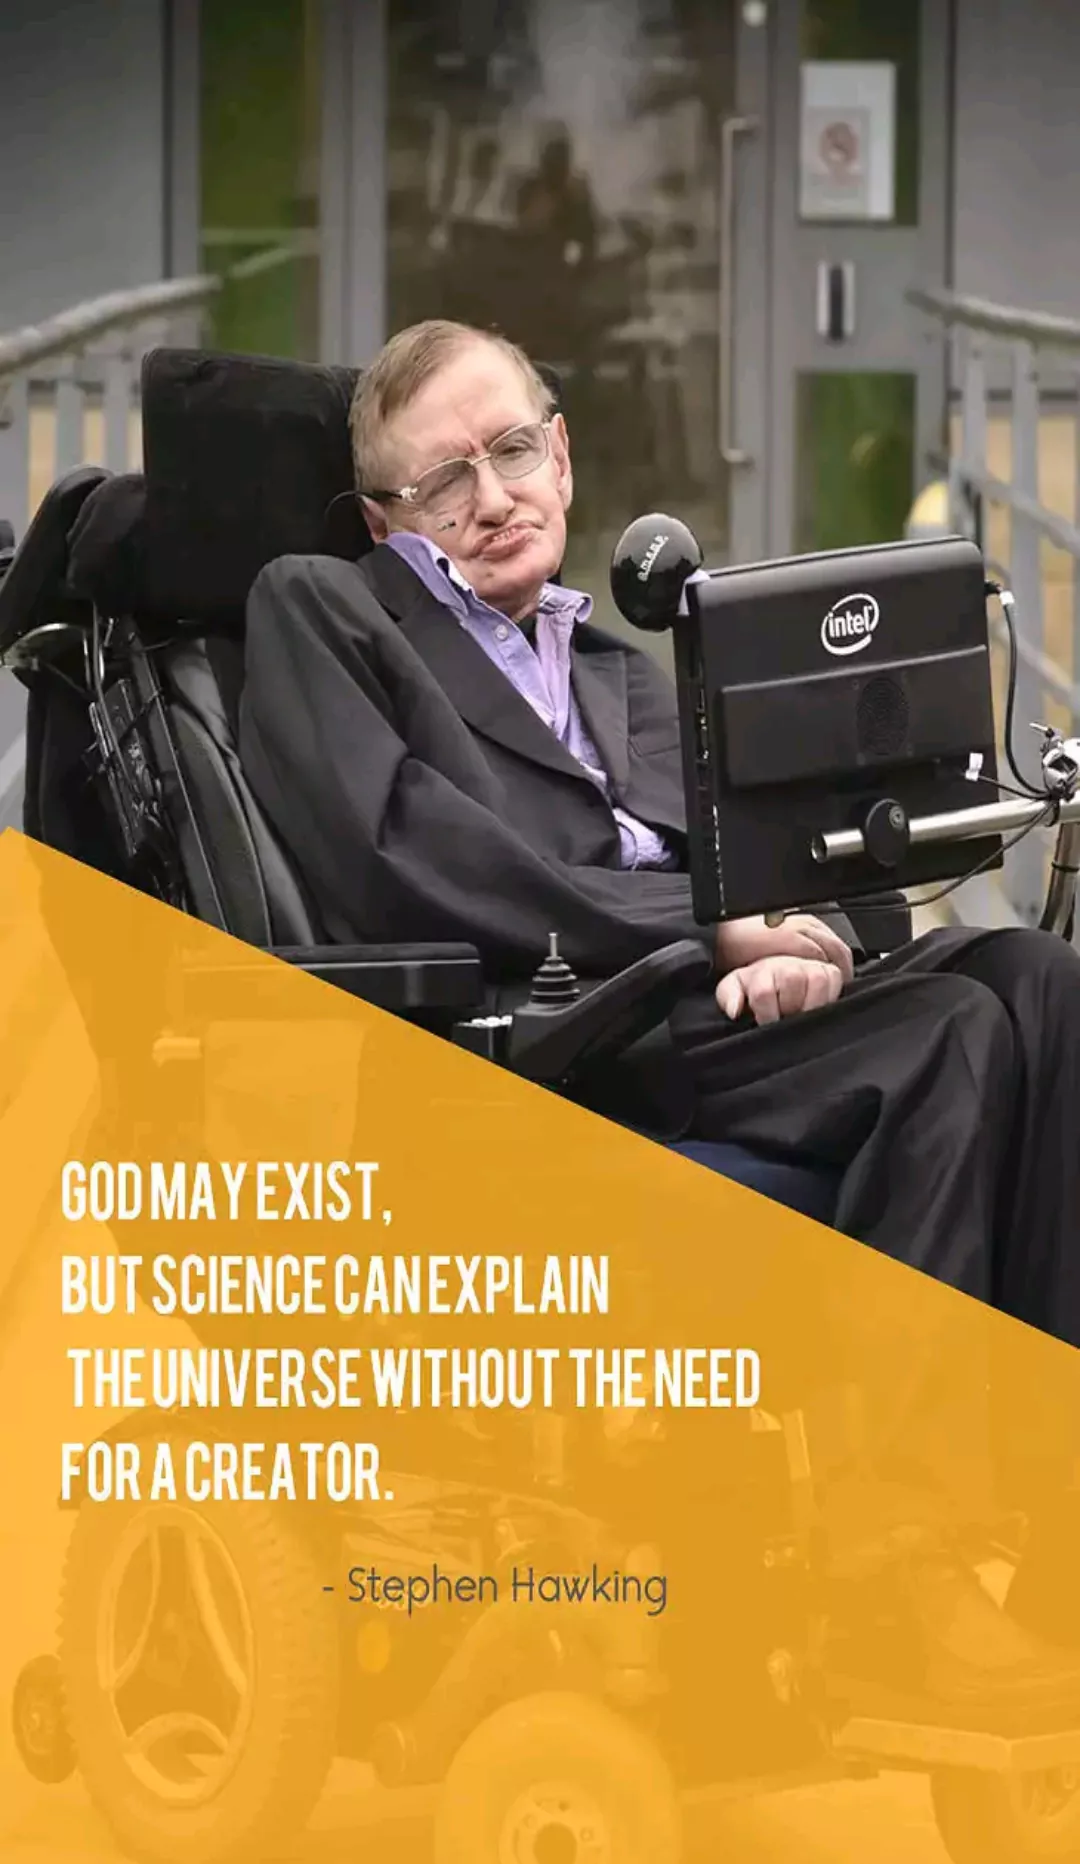 a.m.s.p.
intel
GOD MAY EXIST,
BUT SCIENCE CAN EXPLAIN
THE UNIVERSE WITHOUT THE NEED
FOR A CREATOR.
- Stephen Hawking